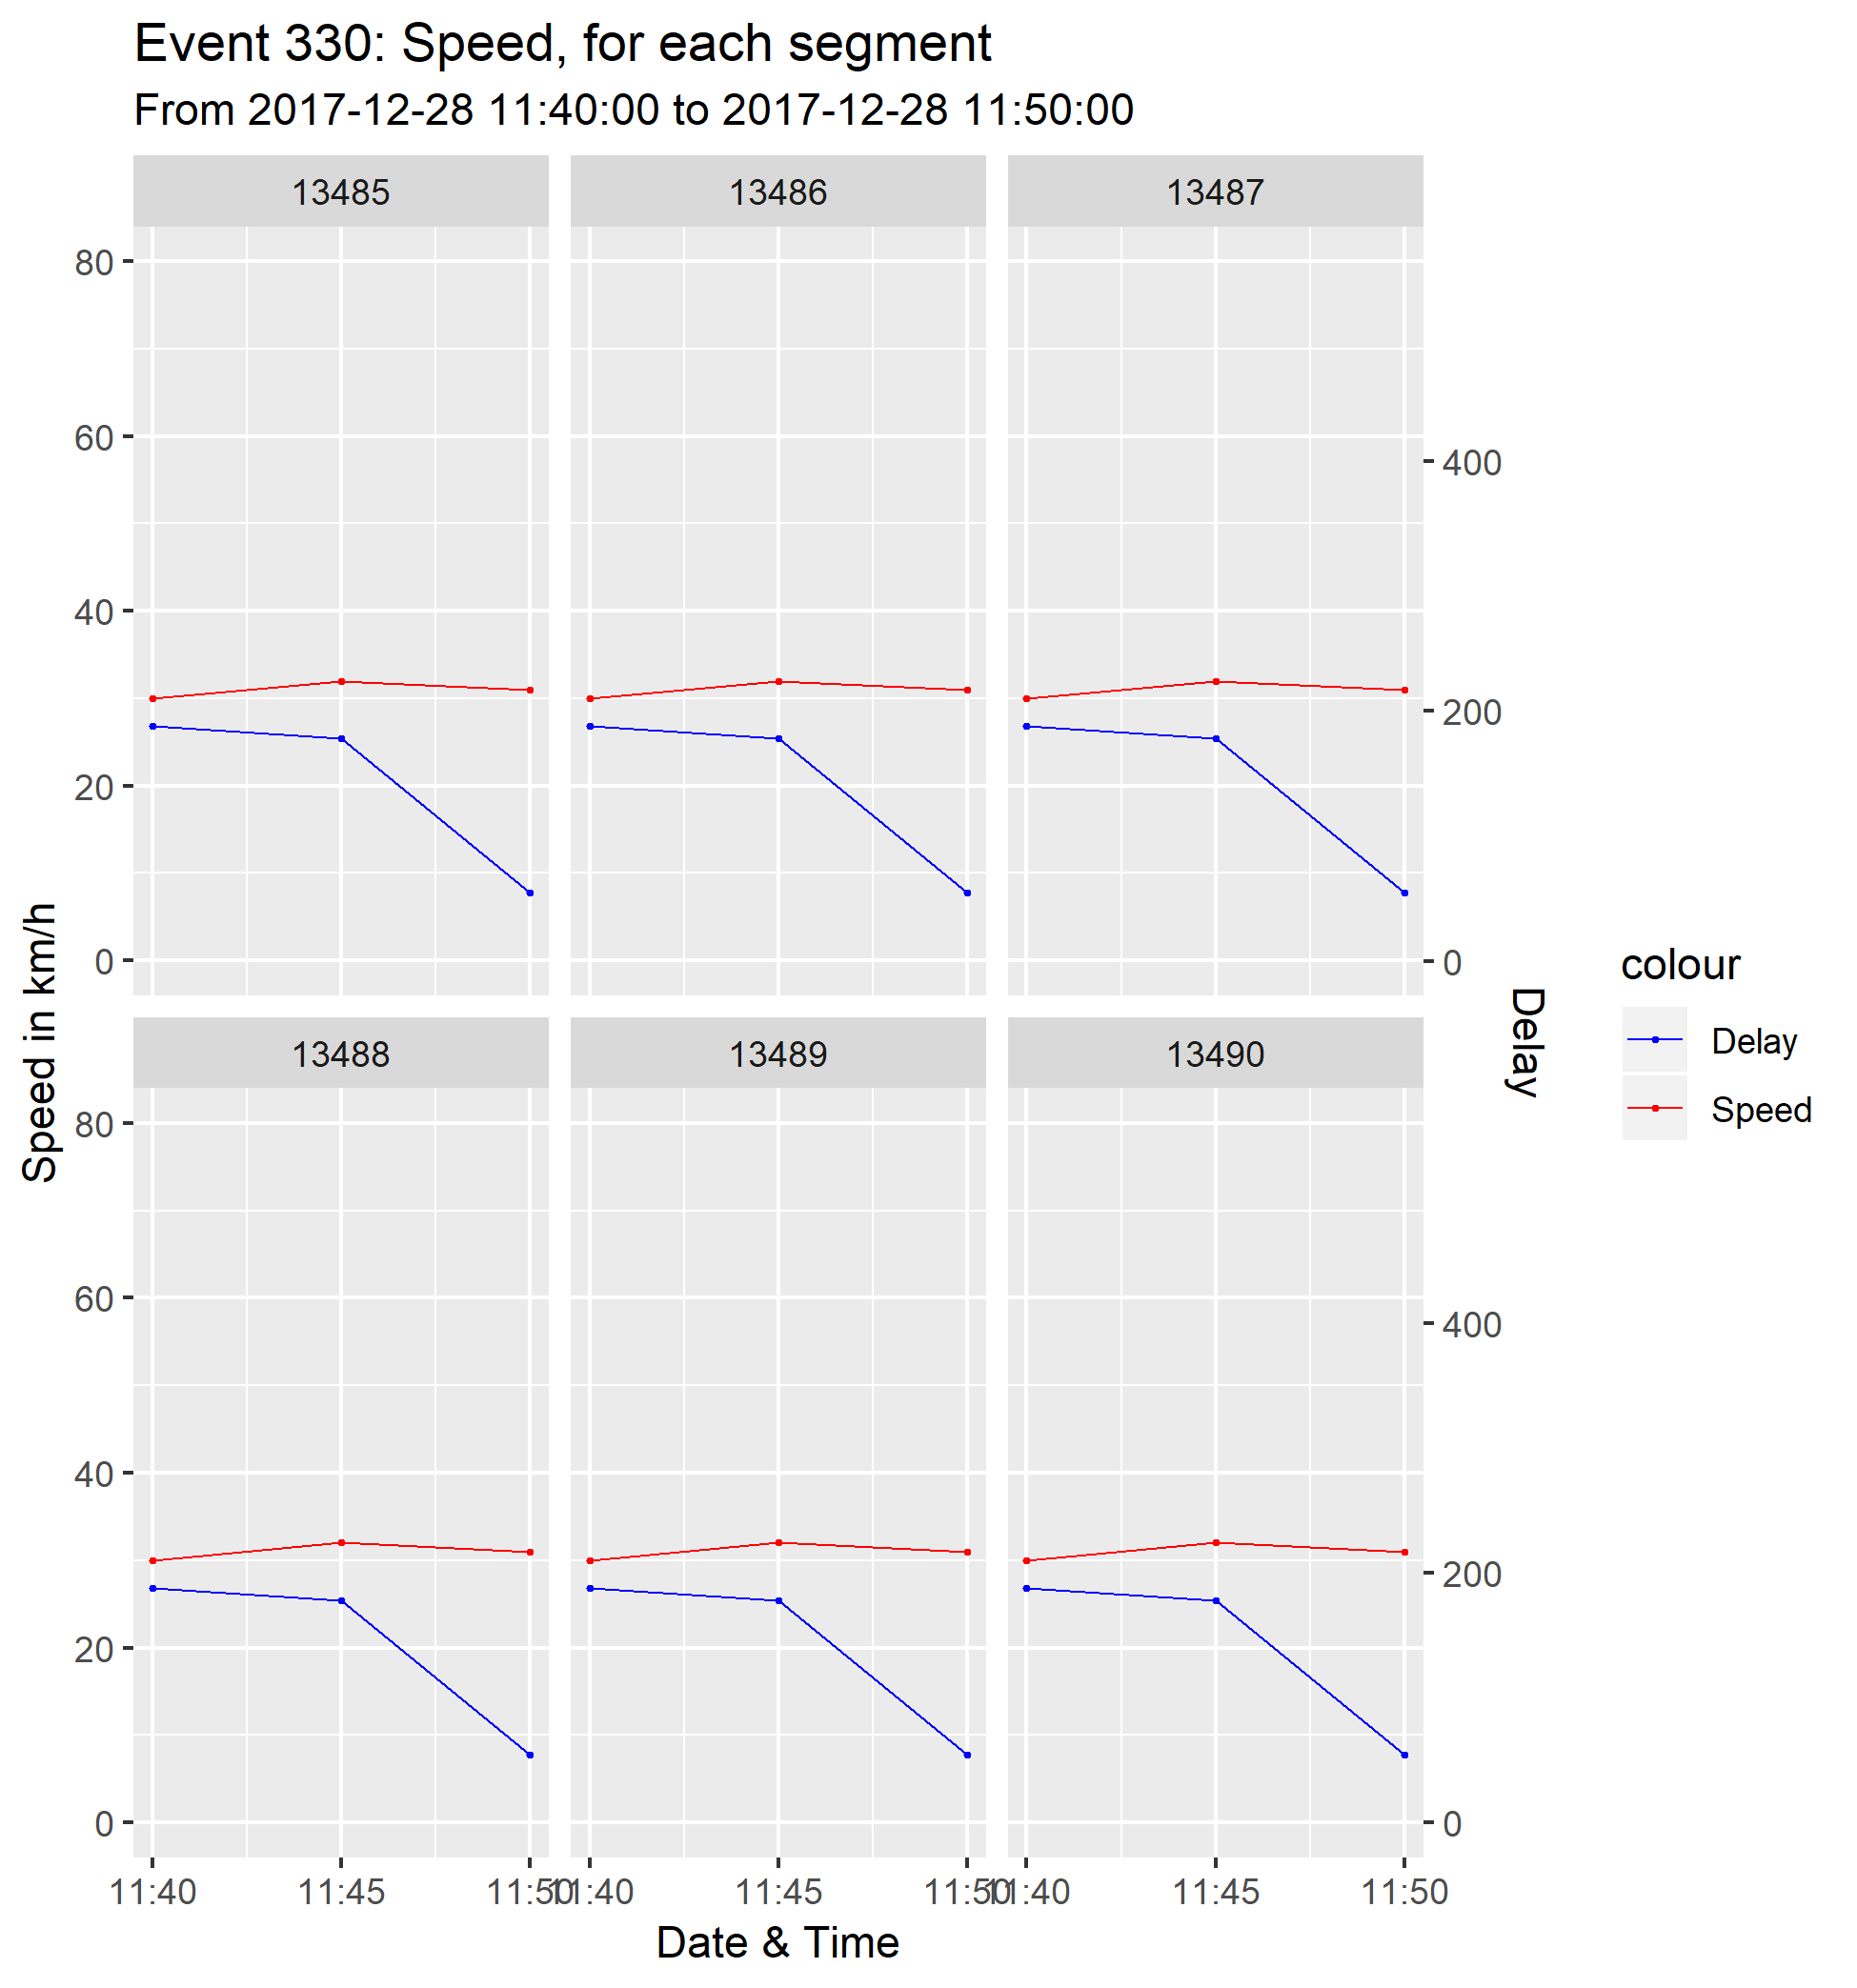 Event 330: Speed, for each segment
From 2017-12-28 11:40:00 to 2017-12-28 11:50:00
13485 13486 13487
80
60
40
20
0
400
200
0
13488 13489 13490
80
60
40
20
0
400
200
0
11:40 11:45 11:50 11:40 11:45 11:50 11:40 11:45 11:50
Date & Time
Speed in km/h
Delay
colour
Delay
Speed